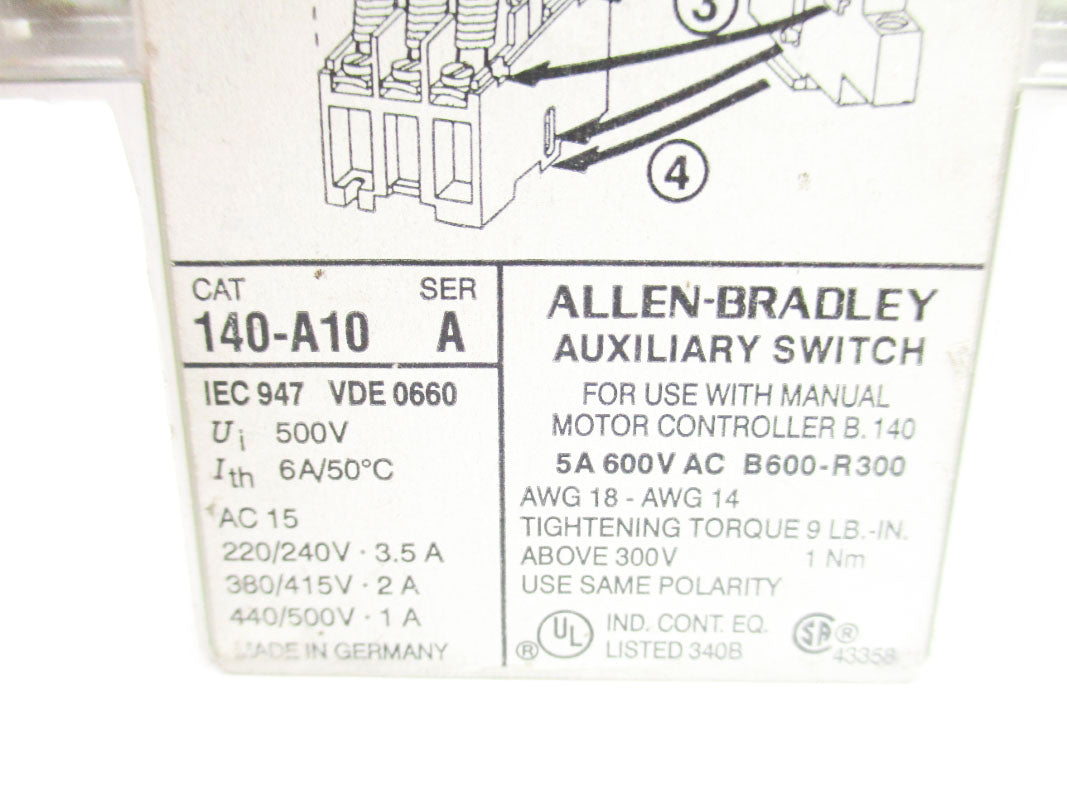 3
4
CAT SER
140-A10 A
IEC 947 VDE 0660
Ui 500V
Ith 6A/50°C
AC 15
220/240V · 3.5 A
380/415V · 2 A
440/500V · 1 A
MADE IN GERMANY
ALLEN-BRADLEY
AUXILIARY SWITCH
FOR USE WITH MANUAL
MOTOR CONTROLLER B. 140
5A 600V AC B600-R300
AWG 18 - AWG 14
TIGHTENING TORQUE 9 LB.-IN.
ABOVE 300V 1 Nm
USE SAME POLARITY
® UL IND. CONT. EQ. SA ®
LISTED 340B 43358